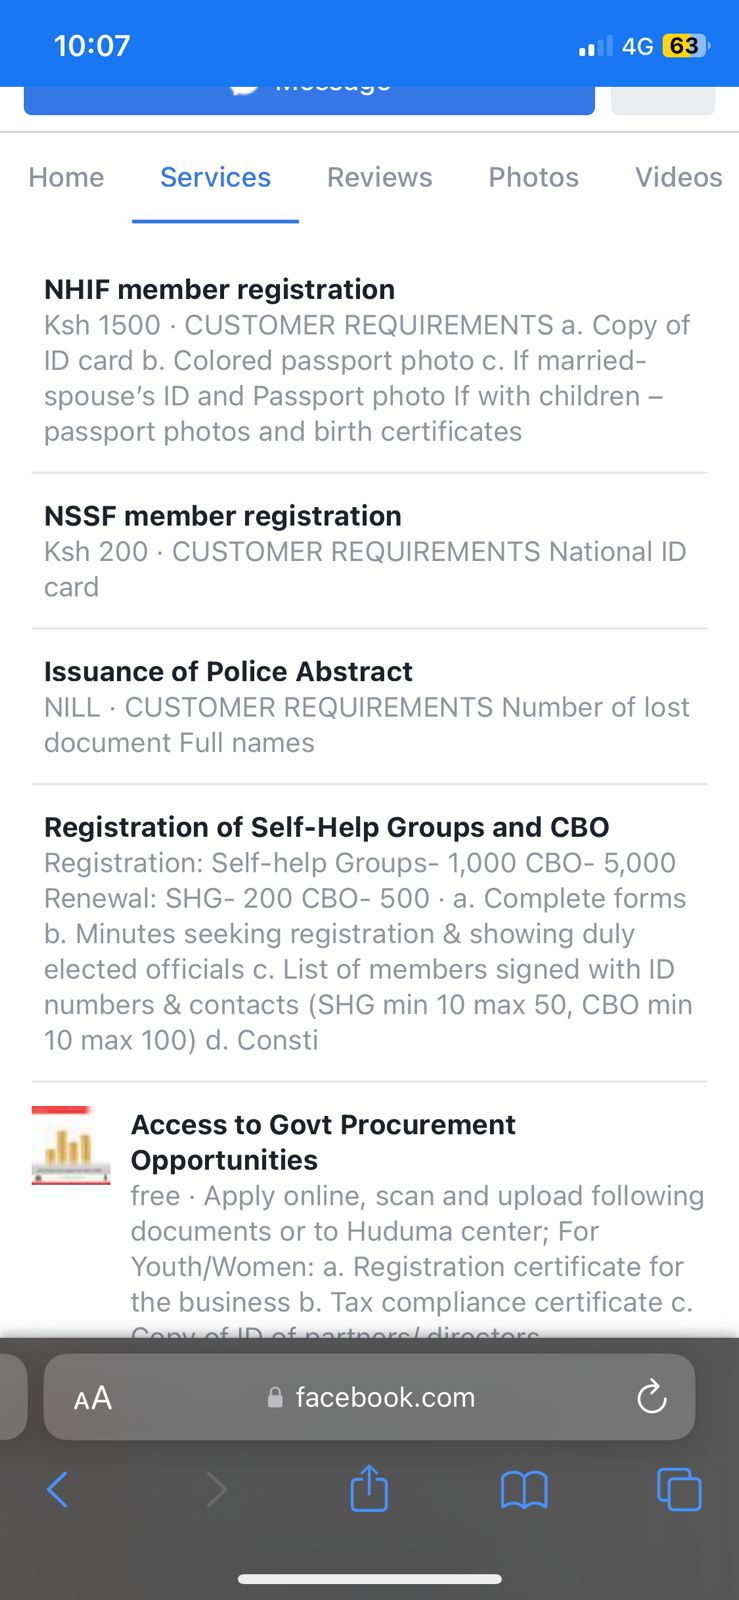 10:07
4G 63
Message
Home Services Reviews Photos Videos
NHIF member registration
Ksh 1500 · CUSTOMER REQUIREMENTS a. Copy of
ID card b. Colored passport photo c. If married-
spouse’s ID and Passport photo If with children –
passport photos and birth certificates
NSSF member registration
Ksh 200 · CUSTOMER REQUIREMENTS National ID
card
Issuance of Police Abstract
NILL · CUSTOMER REQUIREMENTS Number of lost
document Full names
Registration of Self-Help Groups and CBO
Registration: Self-help Groups- 1,000 CBO- 5,000
Renewal: SHG- 200 CBO- 500 · a. Complete forms
b. Minutes seeking registration & showing duly
elected officials c. List of members signed with ID
numbers & contacts (SHG min 10 max 50, CBO min
10 max 100) d. Consti
Access to Govt Procurement
Opportunities
free · Apply online, scan and upload following
documents or to Huduma center; For
Youth/Women: a. Registration certificate for
the business b. Tax compliance certificate c.
Copy of ID of partners/ directors
AA facebook.com